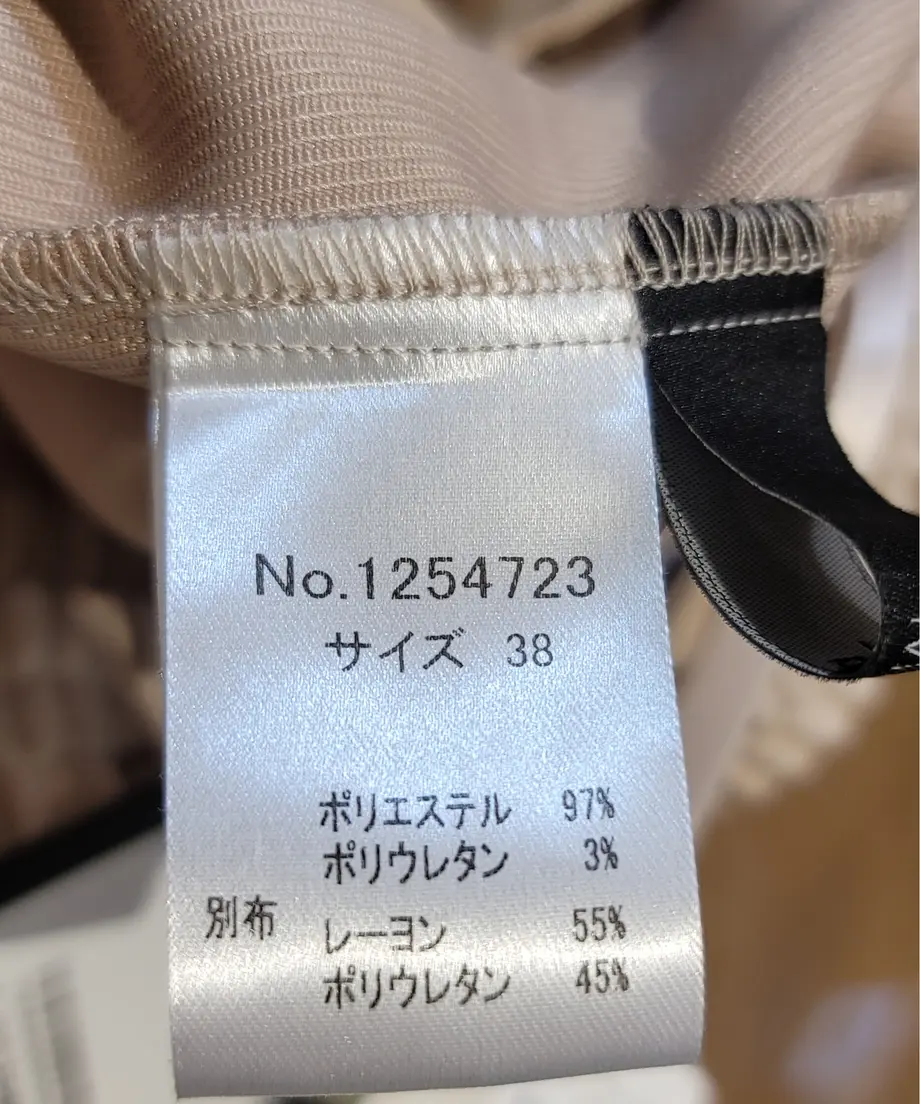 No.1254723
サイズ 38
ポリエステル 97%
ポリウレタン 3%
別布 レーヨン 55%
ポリウレタン 45%